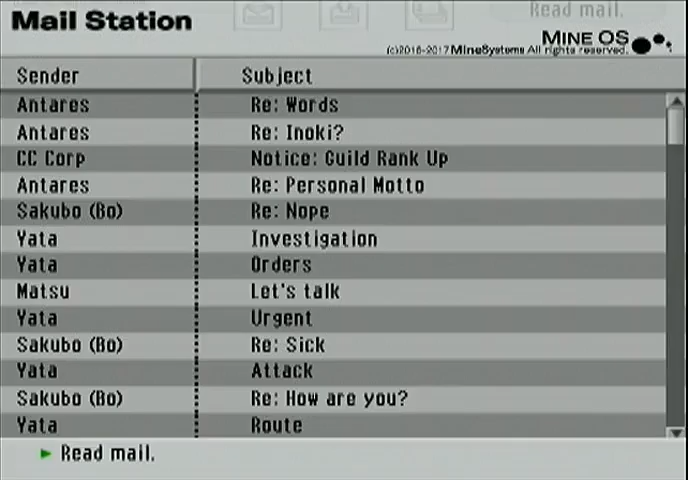 Mail Station
Read mail.
MINE OS
(c)2016-2017 MineSystems All rights reserved.
Sender Subject
Antares Re: Words
Antares Re: Inoki?
CC Corp Notice: Guild Rank Up
Antares Re: Personal Motto
Sakubo (Bo) Re: Nope
Yata Investigation
Yata Orders
Matsu Let's talk
Yata Urgent
Sakubo (Bo) Re: Sick
Yata Attack
Sakubo (Bo) Re: How are you?
Yata Route
Read mail.